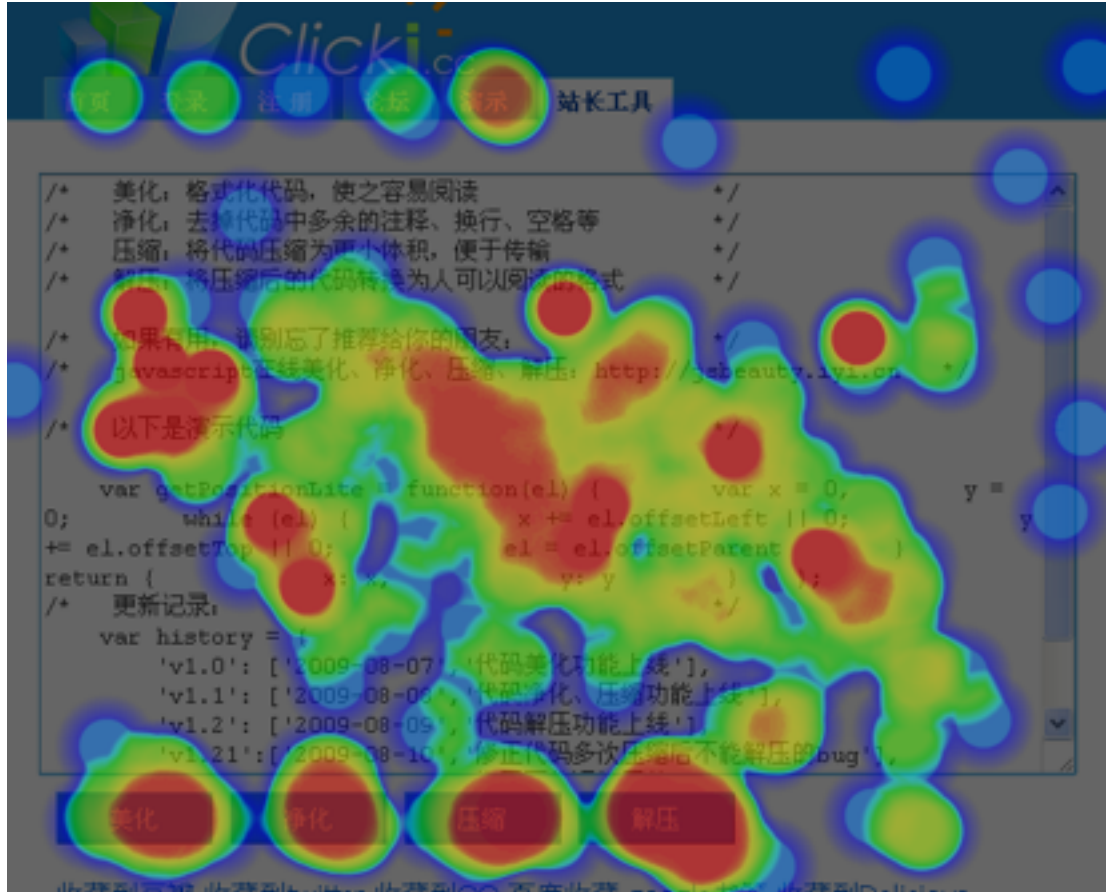 Clicki.cc
首页 登录 注册 论坛 演示 站长工具
/* 美化：格式化代码，使之容易阅读 */
/* 净化：去掉代码中多余的注释、换行、空格等 */
/* 压缩：将代码压缩为更小体积，便于传输 */
/* 解压：将压缩后的代码转换为人可以阅读的格式 */
/* 如果有用，请别忘了推荐给你的朋友： */
/* javascript在线美化、净化、压缩、解压：http://jsbeauty.iyi.cn */
/* 以下是演示代码 */
var getPositionLite = function(el) { var x = 0, y =
0; while (el) { x += el.offsetLeft || 0; y
+= el.offsetTop || 0; el = el.offsetParent }
return { x: x, y: y } };
/* 更新记录： */
var history = {
'v1.0': ['2009-08-07','代码美化功能上线'],
'v1.1': ['2009-08-08','代码净化、压缩功能上线'],
'v1.2': ['2009-08-09','代码解压功能上线'],
'v1.21':['2009-08-10','修正代码多次压缩后不能解压的bug'],
美化 净化 压缩 解压